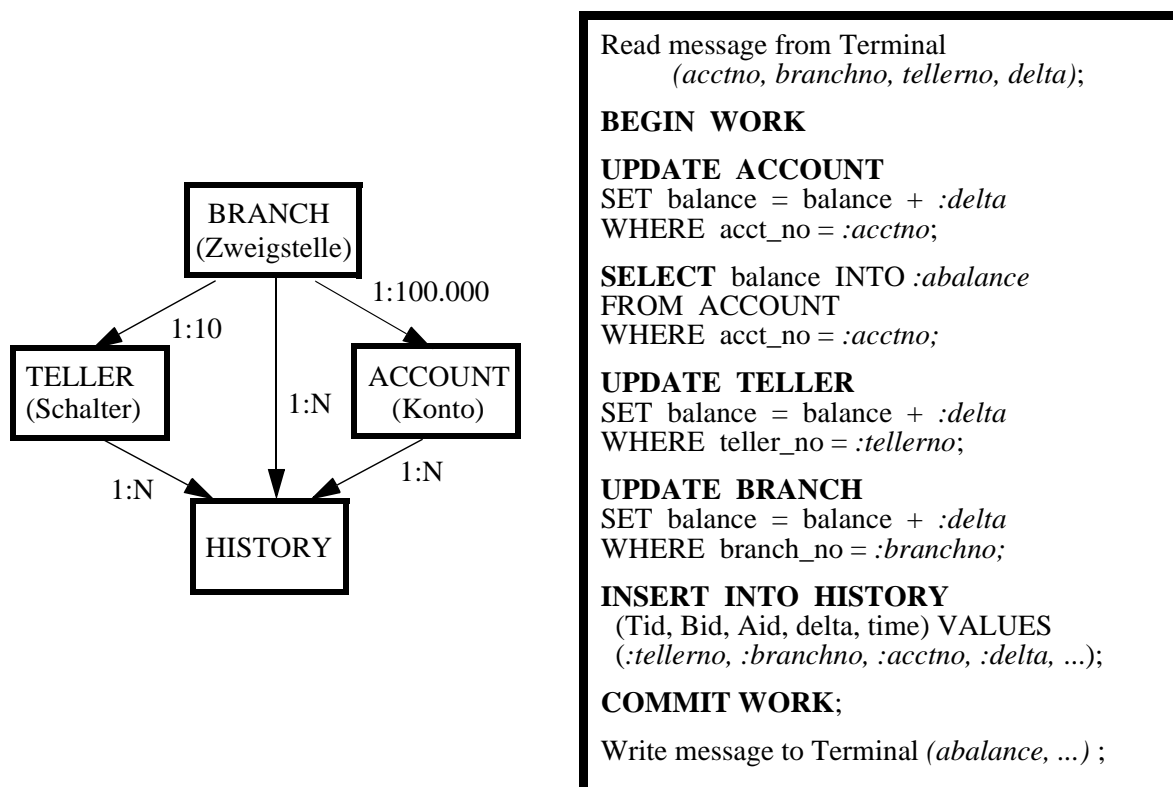 BRANCH
(Zweigstelle)
1:10
1:100.000
TELLER
(Schalter)
1:N
ACCOUNT
(Konto)
1:N
1:N
HISTORY
Read message from Terminal
(acctno, branchno, tellerno, delta);
BEGIN WORK
UPDATE ACCOUNT
SET balance = balance + :delta
WHERE acct_no = :acctno;
SELECT balance INTO :abalance
FROM ACCOUNT
WHERE acct_no = :acctno;
UPDATE TELLER
SET balance = balance + :delta
WHERE teller_no = :tellerno;
UPDATE BRANCH
SET balance = balance + :delta
WHERE branch_no = :branchno;
INSERT INTO HISTORY
(Tid, Bid, Aid, delta, time) VALUES
(:tellerno, :branchno, :acctno, :delta, ...);
COMMIT WORK;
Write message to Terminal (abalance, ...) ;